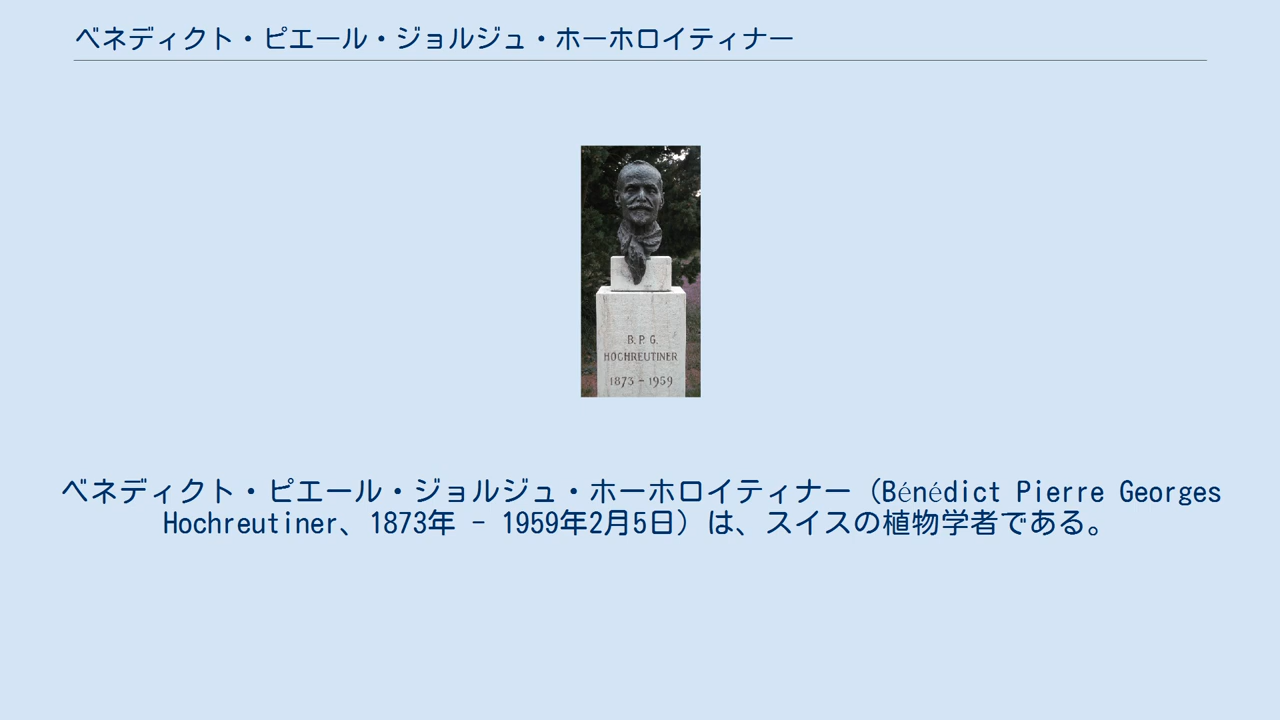 ベネディクト・ピエール・ジョルジュ・ホーホロイティナー
B. P. G.
HOCHREUTINER
1873 - 1959
ベネディクト・ピエール・ジョルジュ・ホーホロイティナー（Bénédict Pierre Georges
Hochreutiner、1873年 - 1959年2月5日）は、スイスの植物学者である。